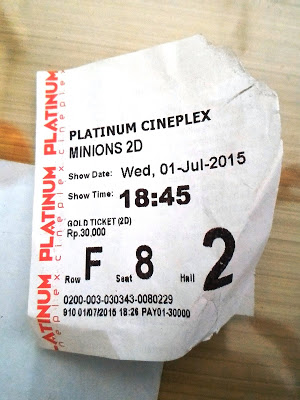 PLATINUM CINEPLEX
MINIONS 2D
Show Date: Wed, 01-Jul-2015
Show Time: 18:45
GOLD TICKET (2D)
Rp.30,000
Row F Seat 8 Hall 2
0200-003-030343-0080229
910 01/07/2015 18:26 PAY01-30000
PLATINUM PLATINUM PLATINUM
cineplex cineplex cineplex